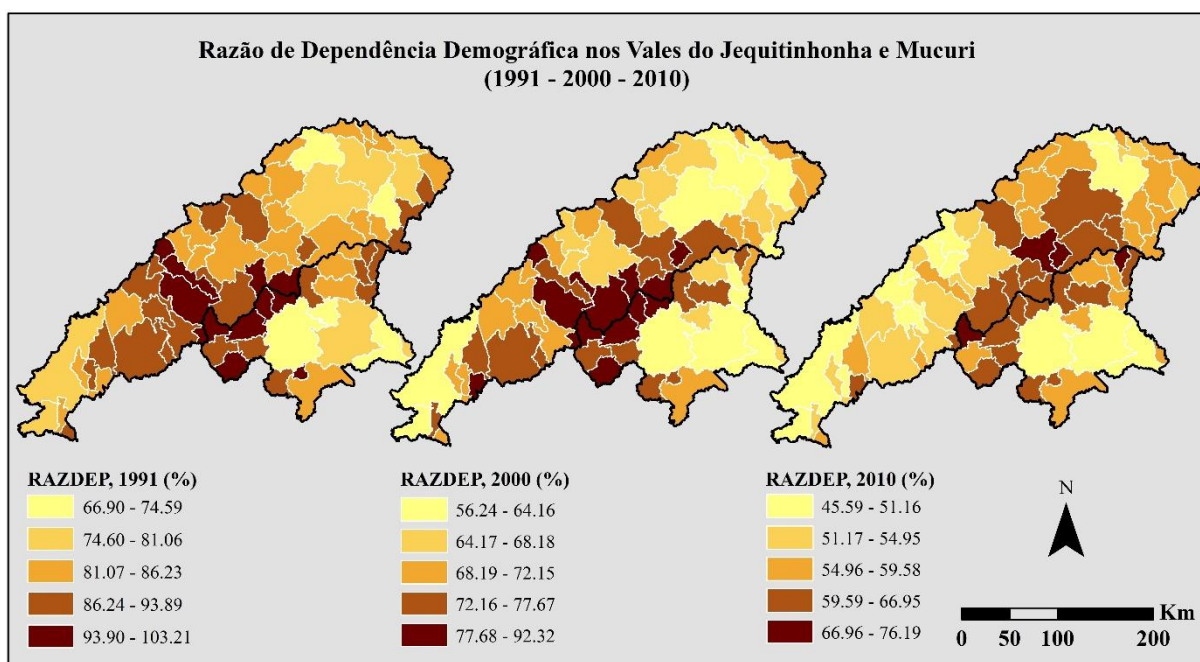 Razão de Dependência Demográfica nos Vales do Jequitinhonha e Mucuri
(1991 - 2000 - 2010)
RAZDEP, 1991 (%)
66.90 - 74.59
74.60 - 81.06
81.07 - 86.23
86.24 - 93.89
93.90 - 103.21
RAZDEP, 2000 (%)
56.24 - 64.16
64.17 - 68.18
68.19 - 72.15
72.16 - 77.67
77.68 - 92.32
RAZDEP, 2010 (%)
45.59 - 51.16
51.17 - 54.95
54.96 - 59.58
59.59 - 66.95
66.96 - 76.19
N
Km
0 50 100 200